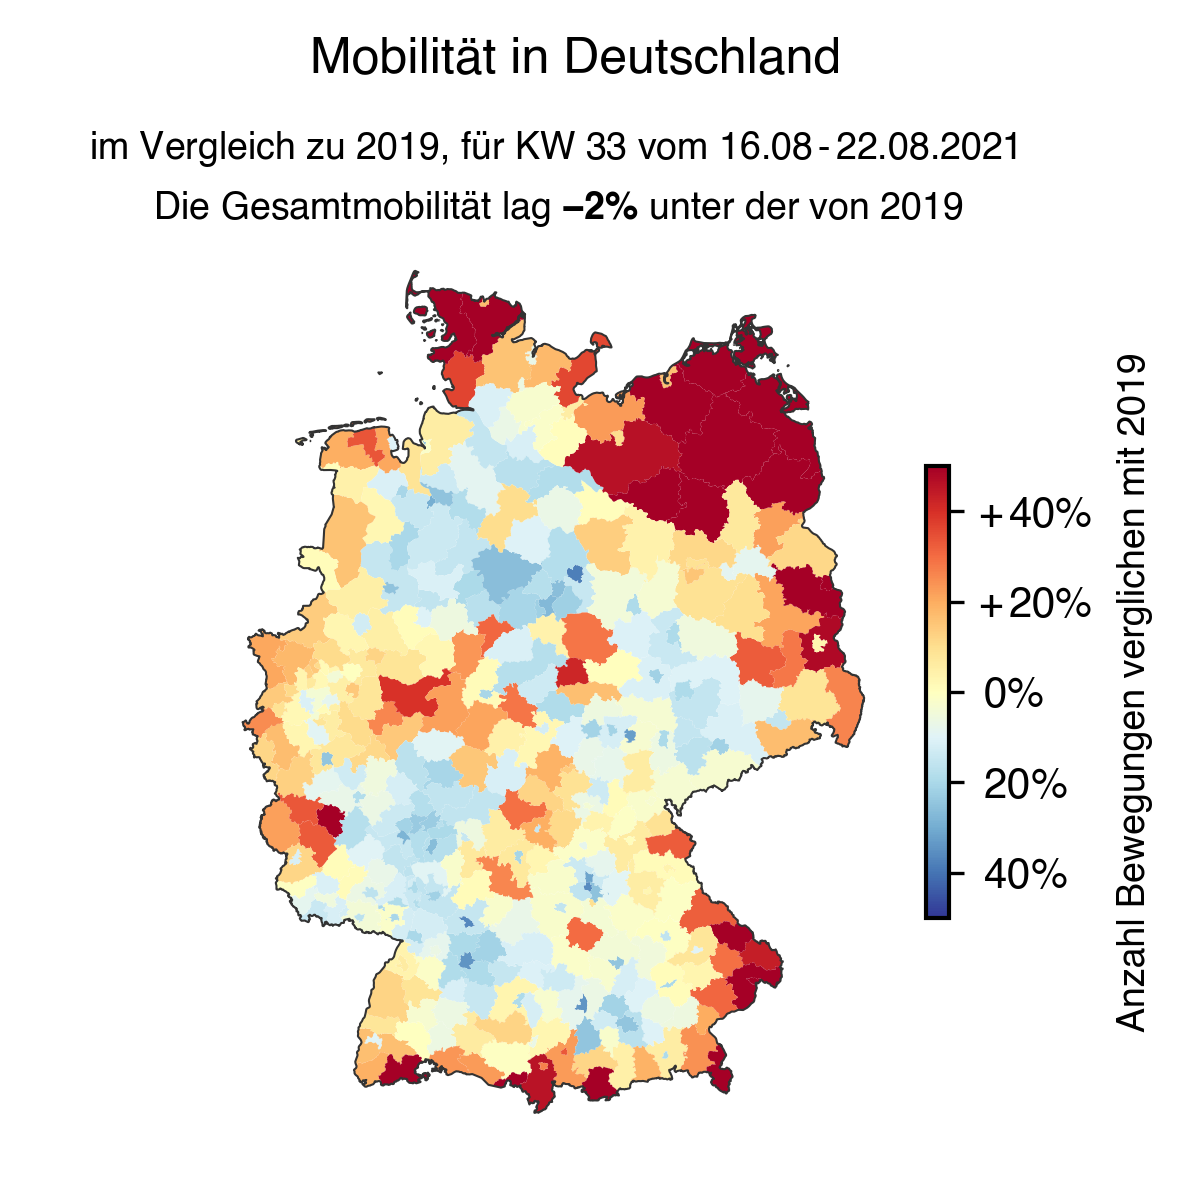 Mobilität in Deutschland
im Vergleich zu 2019, für KW 33 vom 16.08-22.08.2021
Die Gesamtmobilität lag −2% unter der von 2019
+40%
+20%
0%
20%
40%
Anzahl Bewegungen verglichen mit 2019